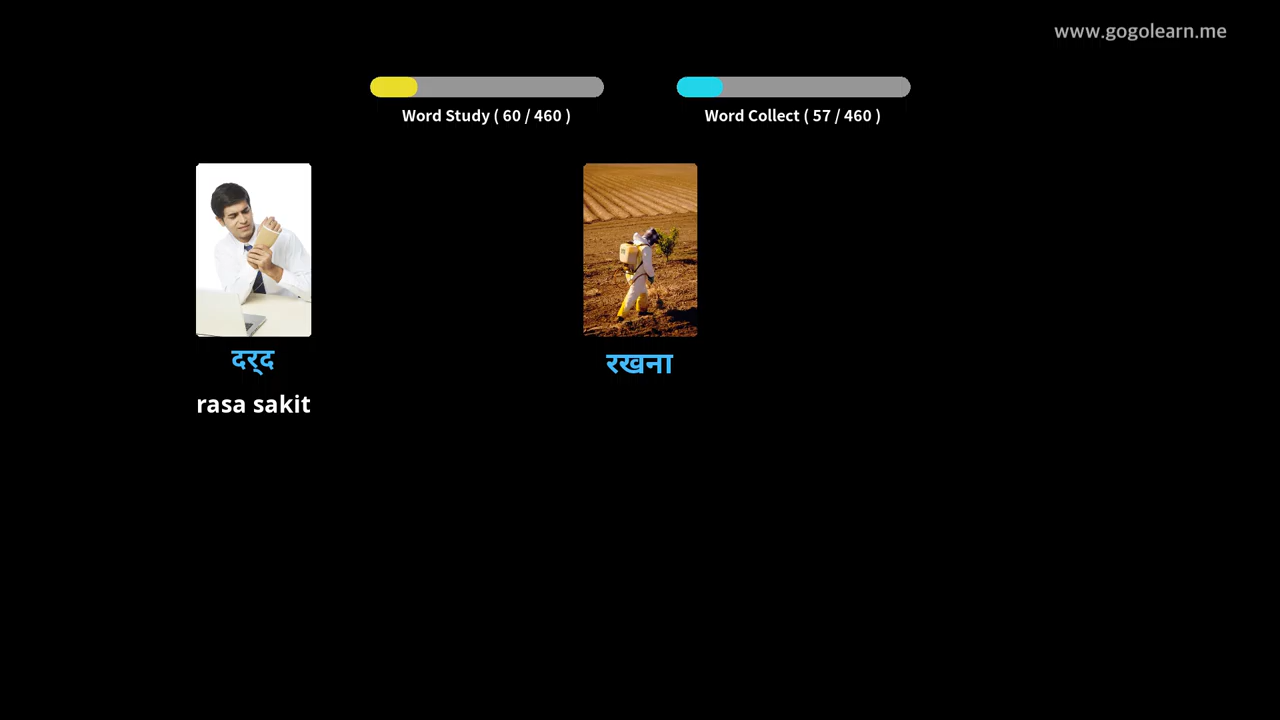 www.gogolearn.me
Word Study ( 60 / 460 )
Word Collect ( 57 / 460 )
दर्द
रखना
rasa sakit